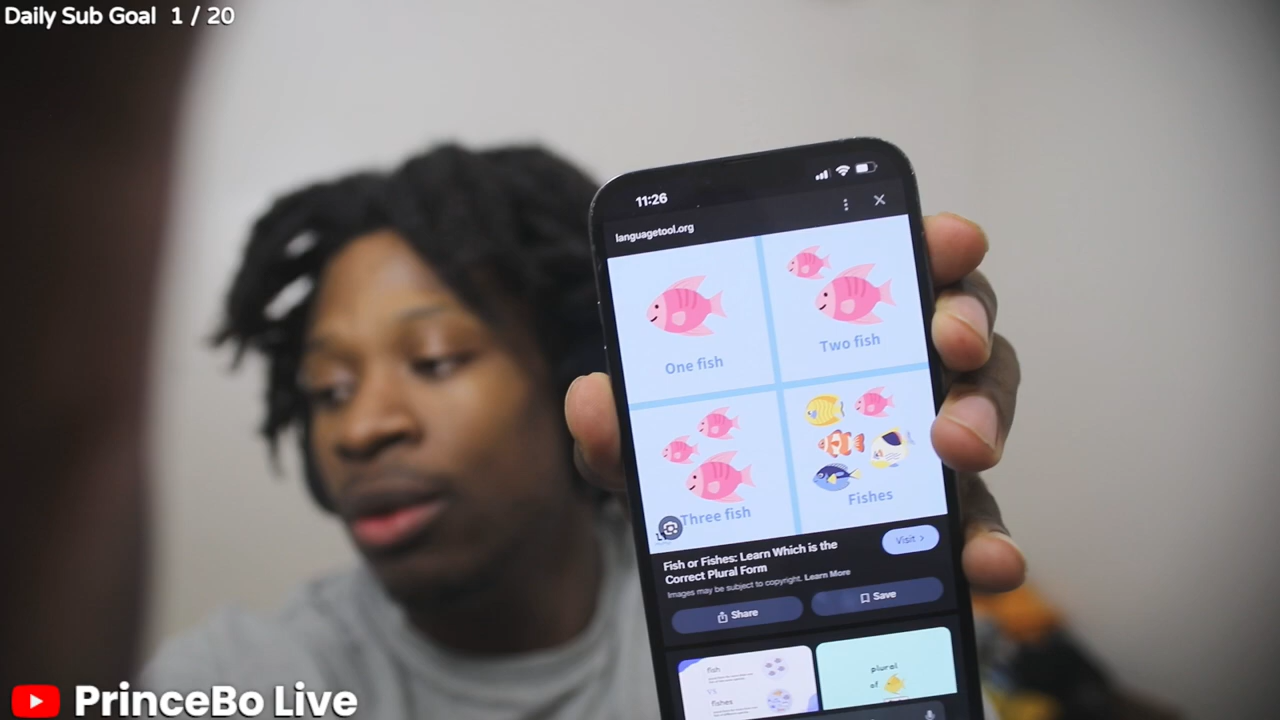 Daily Sub Goal 1 / 20
11:26
languagetool.org
One fish
Two fish
Three fish
Fishes
Fish or Fishes: Learn Which is the
Correct Plural Form
Visit >
Images may be subject to copyright. Learn More
Share
Save
fish
VS
fishes
plural
of
PrinceBo Live